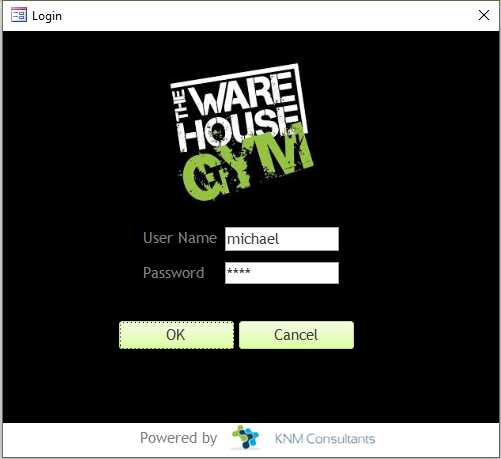 Login
THE WARE
HOUSE
GYM
User Name michael
Password ****
OK Cancel
Powered by KNM Consultants